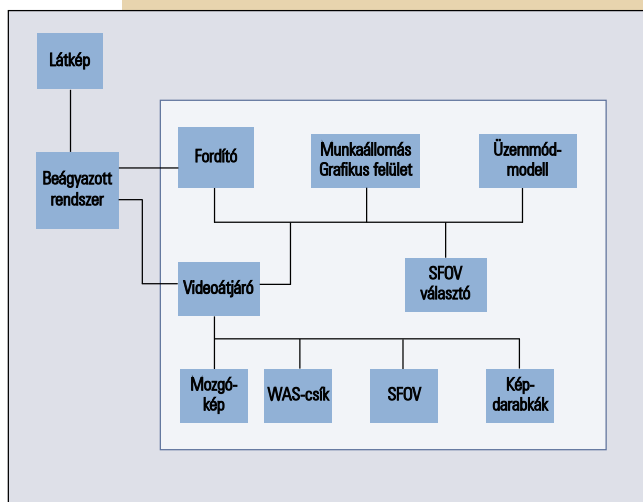 Látkép
Beágyazott
rendszer
Fordító
Munkaállomás
Grafikus felület
Üzemmód-
modell
Videoátjáró
SFOV
választó
Mozgó-
kép
WAS-csík
SFOV
Kép-
darabkák